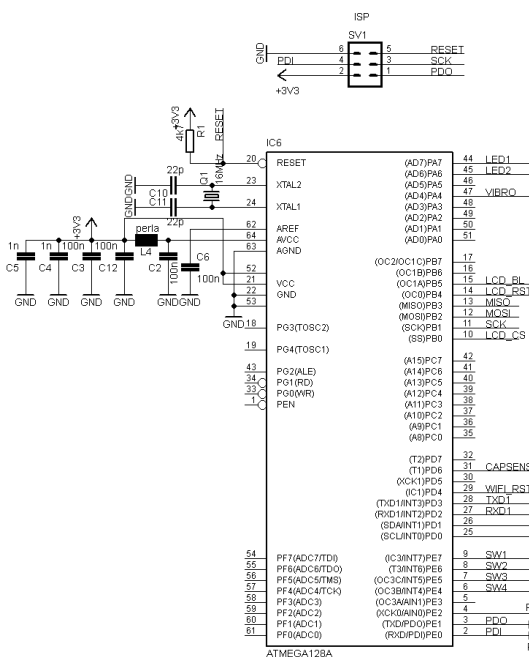 ISP
SV1
GND 6 5 RESET
PDI 4 3 SCK
2 1 PDO
+3V3
+3V3
4k7
R1
RESET
IC6
20 RESET (AD7)PA7 44 LED1
(AD6)PA6 45 LED2
22p
Q1
16MHz
23 XTAL2 (AD5)PA5 46
(AD4)PA4 47 VIBRO
GND C10
GND C11
24 XTAL1 (AD3)PA3 48
(AD2)PA2 49
22p
62 AREF (AD1)PA1 50
perla
64 AVCC (AD0)PA0 51
L4
63 AGND
+3V3
1n 1n 100n 100n
C5 C4 C3 C12 C2 100n C6 100n
GND GND GND GND GND GND
(OC2/OC1C)PB7 17
52 (OC1B)PB6 16
21 VCC (OC1A)PB5 15 LCD_BL
22 GND (OC0)PB4 14 LCD_RST
53 (MISO)PB3 13 MISO
(MOSI)PB2 12 MOSI
GND
18 PG3(TOSC2) (SCK)PB1 11 SCK
(SS)PB0 10 LCD_CS
19 PG4(TOSC1)
(A15)PC7 42
43 PG2(ALE) (A14)PC6 41
34 PG1(RD) (A13)PC5 40
33 PG0(WR) (A12)PC4 39
1 PEN (A11)PC3 38
(A10)PC2 37
(A9)PC1 36
(A8)PC0 35
(T2)PD7 32
(T1)PD6 31 CAPSENS
(XCK1)PD5 30
(IC1)PD4 29 WIFI_RST
(TXD1/INT3)PD3 28 TXD1
(RXD1/INT2)PD2 27 RXD1
(SDA/INT1)PD1 26
(SCL/INT0)PD0 25
54 PF7(ADC7/TDI) (IC3/INT7)PE7 9 SW1
55 PF6(ADC6/TDO) (T3/INT6)PE6 8 SW2
56 PF5(ADC5/TMS) (OC3C/INT5)PE5 7 SW3
57 PF4(ADC4/TCK) (OC3B/INT4)PE4 6 SW4
58 PF3(ADC3) (OC3A/AIN1)PE3 5
59 PF2(ADC2) (XCK0/AIN0)PE2 4
60 PF1(ADC1) (TXD/PDO)PE1 3 PDO
61 PF0(ADC0) (RXD/PDI)PE0 2 PDI
ATMEGA128A